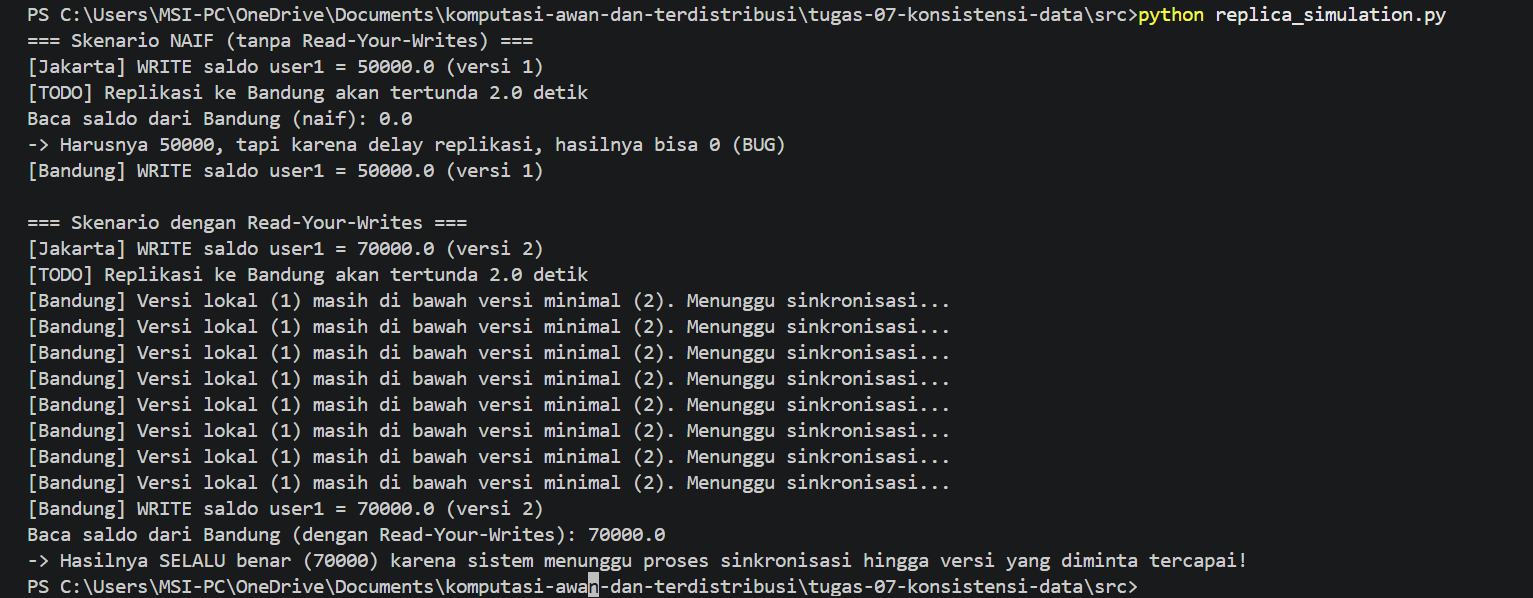 PS C:\Users\MSI-PC\OneDrive\Documents\komputasi-awan-dan-terdistribusi\tugas-07-konsistensi-data\src>python replica_simulation.py
=== Skenario NAIF (tanpa Read-Your-Writes) ===
[Jakarta] WRITE saldo user1 = 50000.0 (versi 1)
[TODO] Replikasi ke Bandung akan tertunda 2.0 detik
Baca saldo dari Bandung (naif): 0.0
-> Harusnya 50000, tapi karena delay replikasi, hasilnya bisa 0 (BUG)
[Bandung] WRITE saldo user1 = 50000.0 (versi 1)

=== Skenario dengan Read-Your-Writes ===
[Jakarta] WRITE saldo user1 = 70000.0 (versi 2)
[TODO] Replikasi ke Bandung akan tertunda 2.0 detik
[Bandung] Versi lokal (1) masih di bawah versi minimal (2). Menunggu sinkronisasi...
[Bandung] Versi lokal (1) masih di bawah versi minimal (2). Menunggu sinkronisasi...
[Bandung] Versi lokal (1) masih di bawah versi minimal (2). Menunggu sinkronisasi...
[Bandung] Versi lokal (1) masih di bawah versi minimal (2). Menunggu sinkronisasi...
[Bandung] Versi lokal (1) masih di bawah versi minimal (2). Menunggu sinkronisasi...
[Bandung] Versi lokal (1) masih di bawah versi minimal (2). Menunggu sinkronisasi...
[Bandung] Versi lokal (1) masih di bawah versi minimal (2). Menunggu sinkronisasi...
[Bandung] Versi lokal (1) masih di bawah versi minimal (2). Menunggu sinkronisasi...
[Bandung] WRITE saldo user1 = 70000.0 (versi 2)
Baca saldo dari Bandung (dengan Read-Your-Writes): 70000.0
-> Hasilnya SELALU benar (70000) karena sistem menunggu proses sinkronisasi hingga versi yang diminta tercapai!
PS C:\Users\MSI-PC\OneDrive\Documents\komputasi-awan-dan-terdistribusi\tugas-07-konsistensi-data\src>